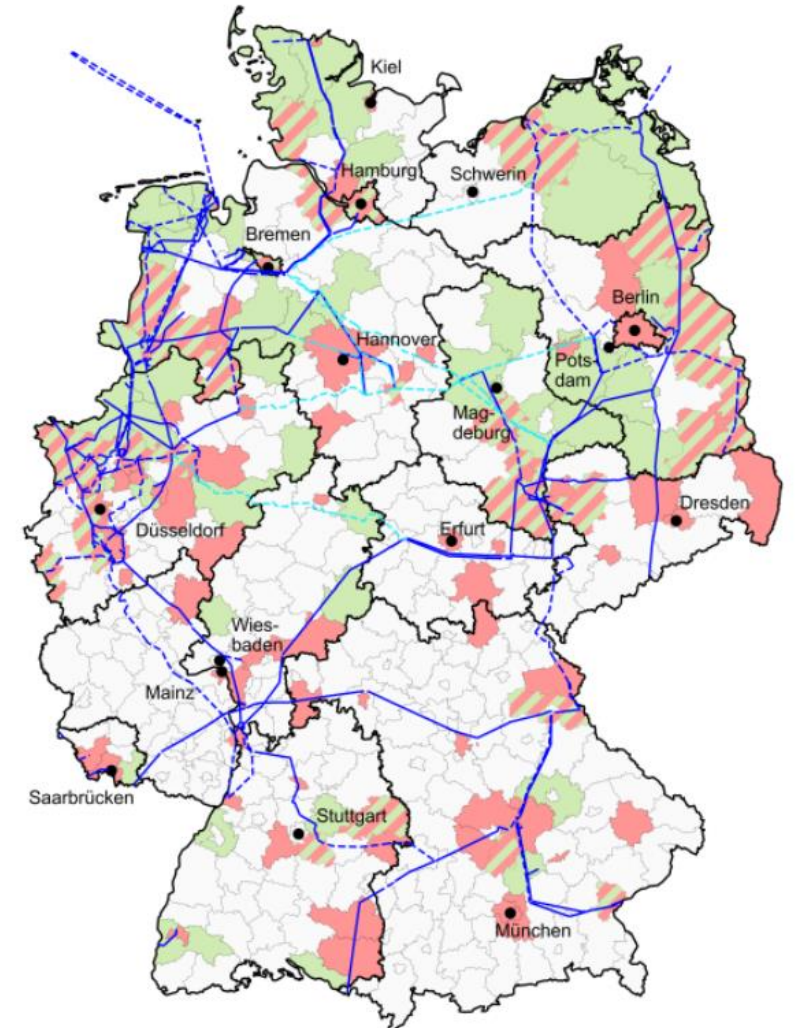 Kiel
Hamburg
Schwerin
Bremen
Berlin
Hannover
Pots-
dam
Mag-
deburg
Düsseldorf
Erfurt
Dresden
Wies-
baden
Mainz
Saarbrücken
Stuttgart
München